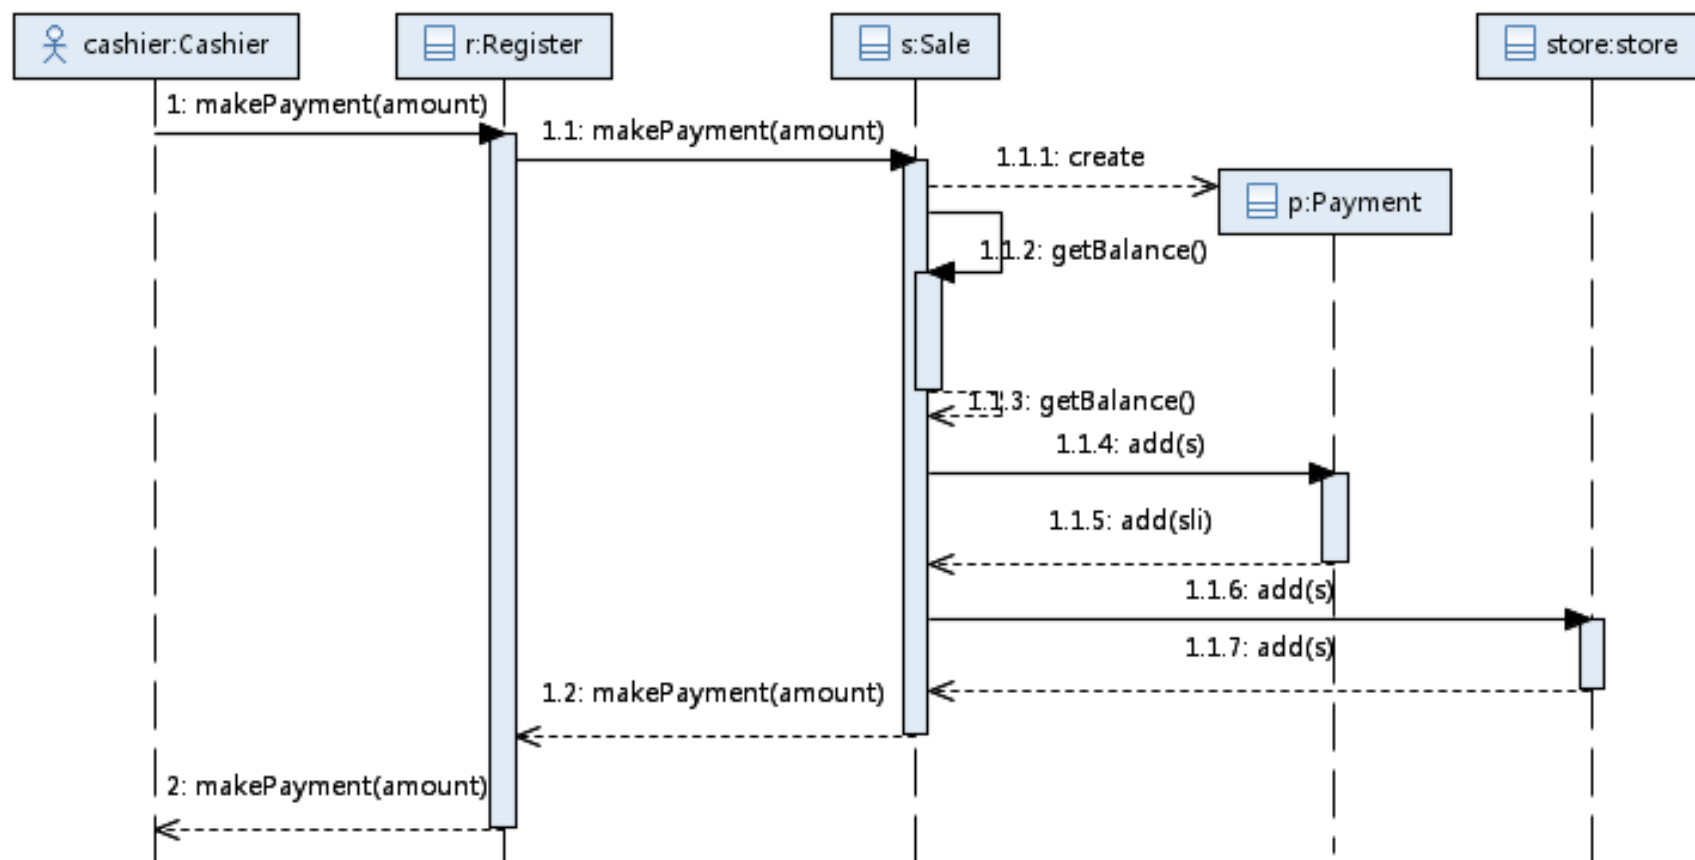 cashier:Cashier
r:Register
s:Sale
store:store
1: makePayment(amount)
1.1: makePayment(amount)
1.1.1: create
p:Payment
1.1.2: getBalance()
1.1.3: getBalance()
1.1.4: add(s)
1.1.5: add(sli)
1.1.6: add(s)
1.1.7: add(s)
1.2: makePayment(amount)
2: makePayment(amount)